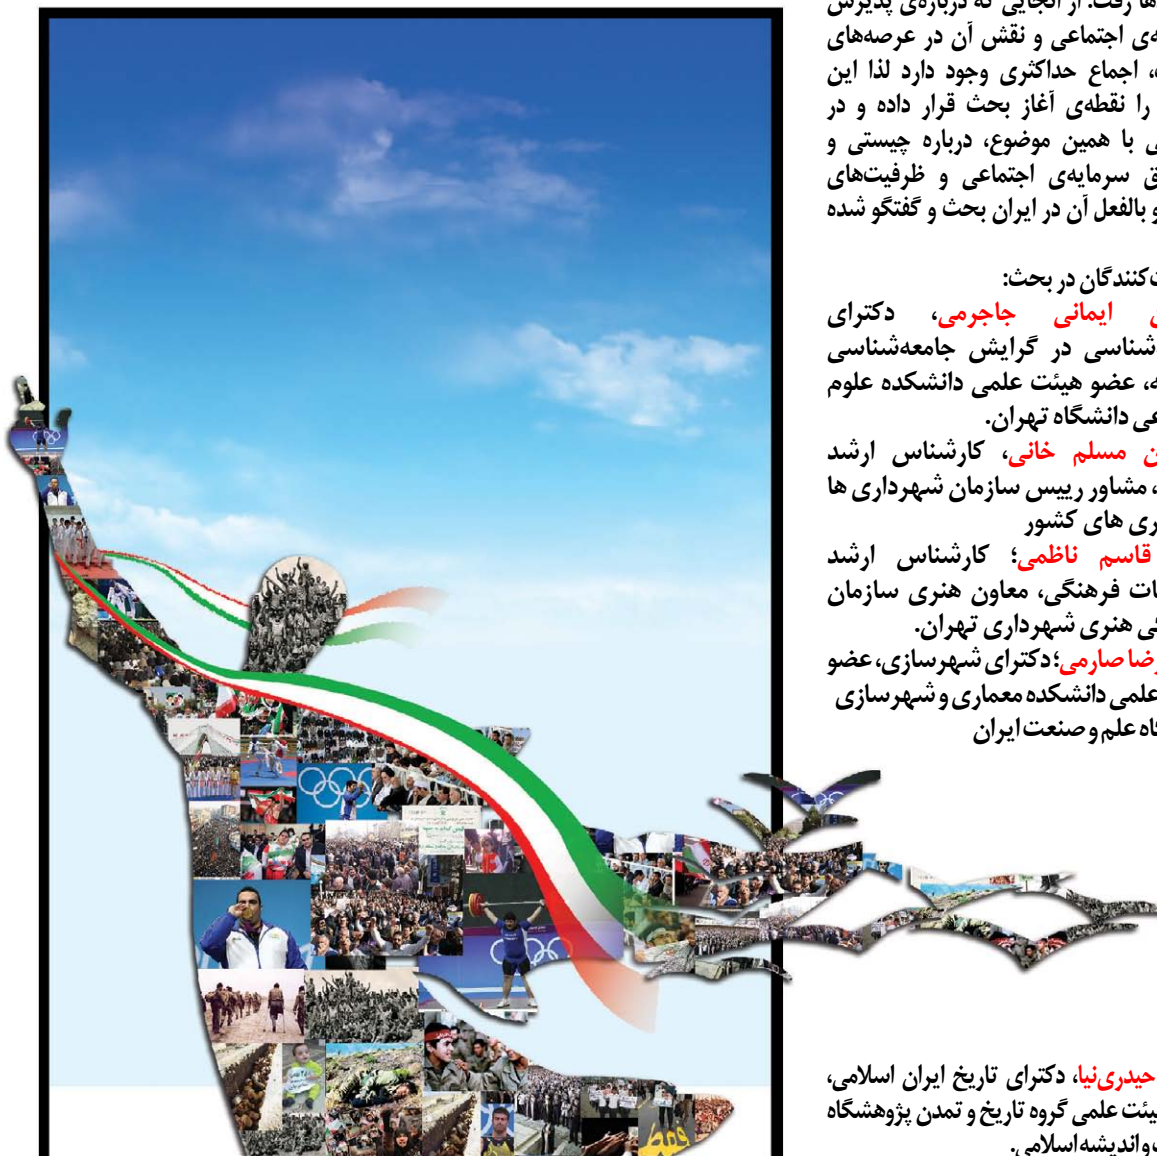 ها رفت. از آنجایی که درباره‌ی پذیرش
ه‌ی اجتماعی و نقش آن در عرصه‌های
، اجماع حداکثری وجود دارد لذا این
را نقطه‌ی آغاز بحث قرار داده و در
ی با همین موضوع، درباره چیستی و
ق سرمایه‌ی اجتماعی و ظرفیت‌های
و بالفعل آن در ایران بحث و گفتگو شده
ت‌کنندگان در بحث:
ی ایمانی جاجرمی، دکترای
ه‌شناسی در گرایش جامعه‌شناسی
ه، عضو هیئت علمی دانشکده علوم
عی دانشگاه تهران.
ن مسلم خانی، کارشناس ارشد
، مشاور رییس سازمان شهرداری ها
ری های کشور
قاسم ناظمی؛ کارشناس ارشد
ات فرهنگی، معاون هنری سازمان
ی هنری شهرداری تهران.
رضا صارمی؛ دکترای شهرسازی، عضو
علمی دانشکده معماری و شهرسازی
اه علم و صنعت ایران
حیدری‌نیا، دکترای تاریخ ایران اسلامی،
یئت علمی گروه تاریخ و تمدن پژوهشگاه
و اندیشه اسلامی.
فقط